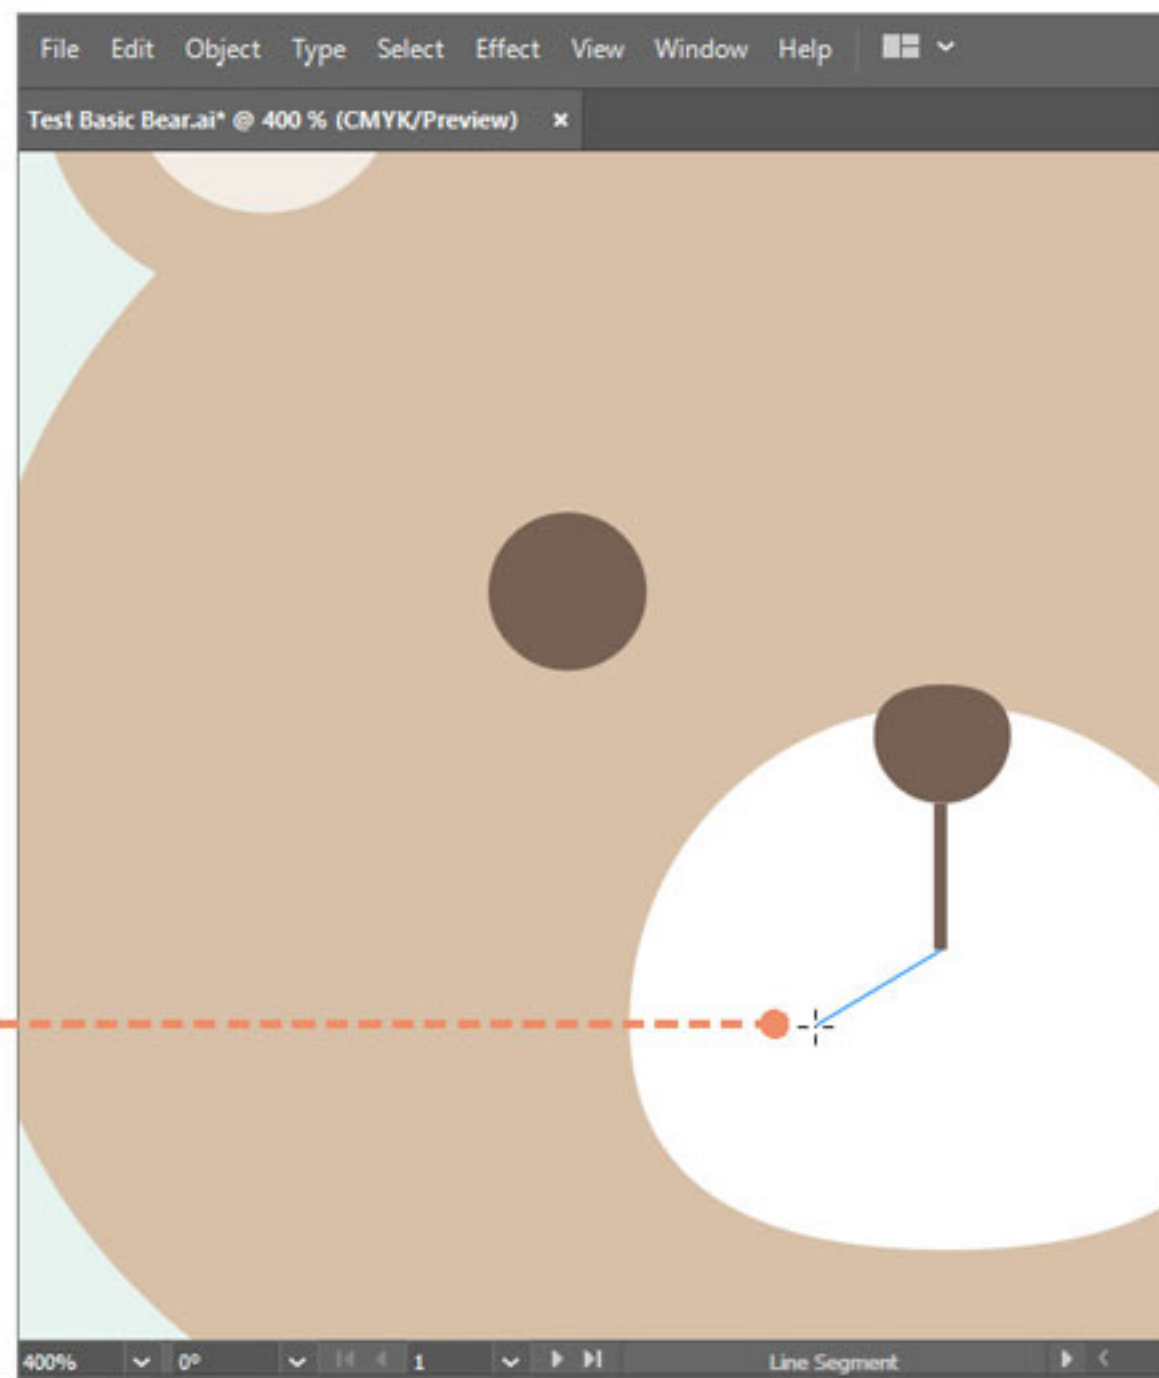 File Edit Object Type Select Effect View Window Help
Test Basic Bear.ai* @ 400 % (CMYK/Preview) ×
400% 0° 1 Line Segment